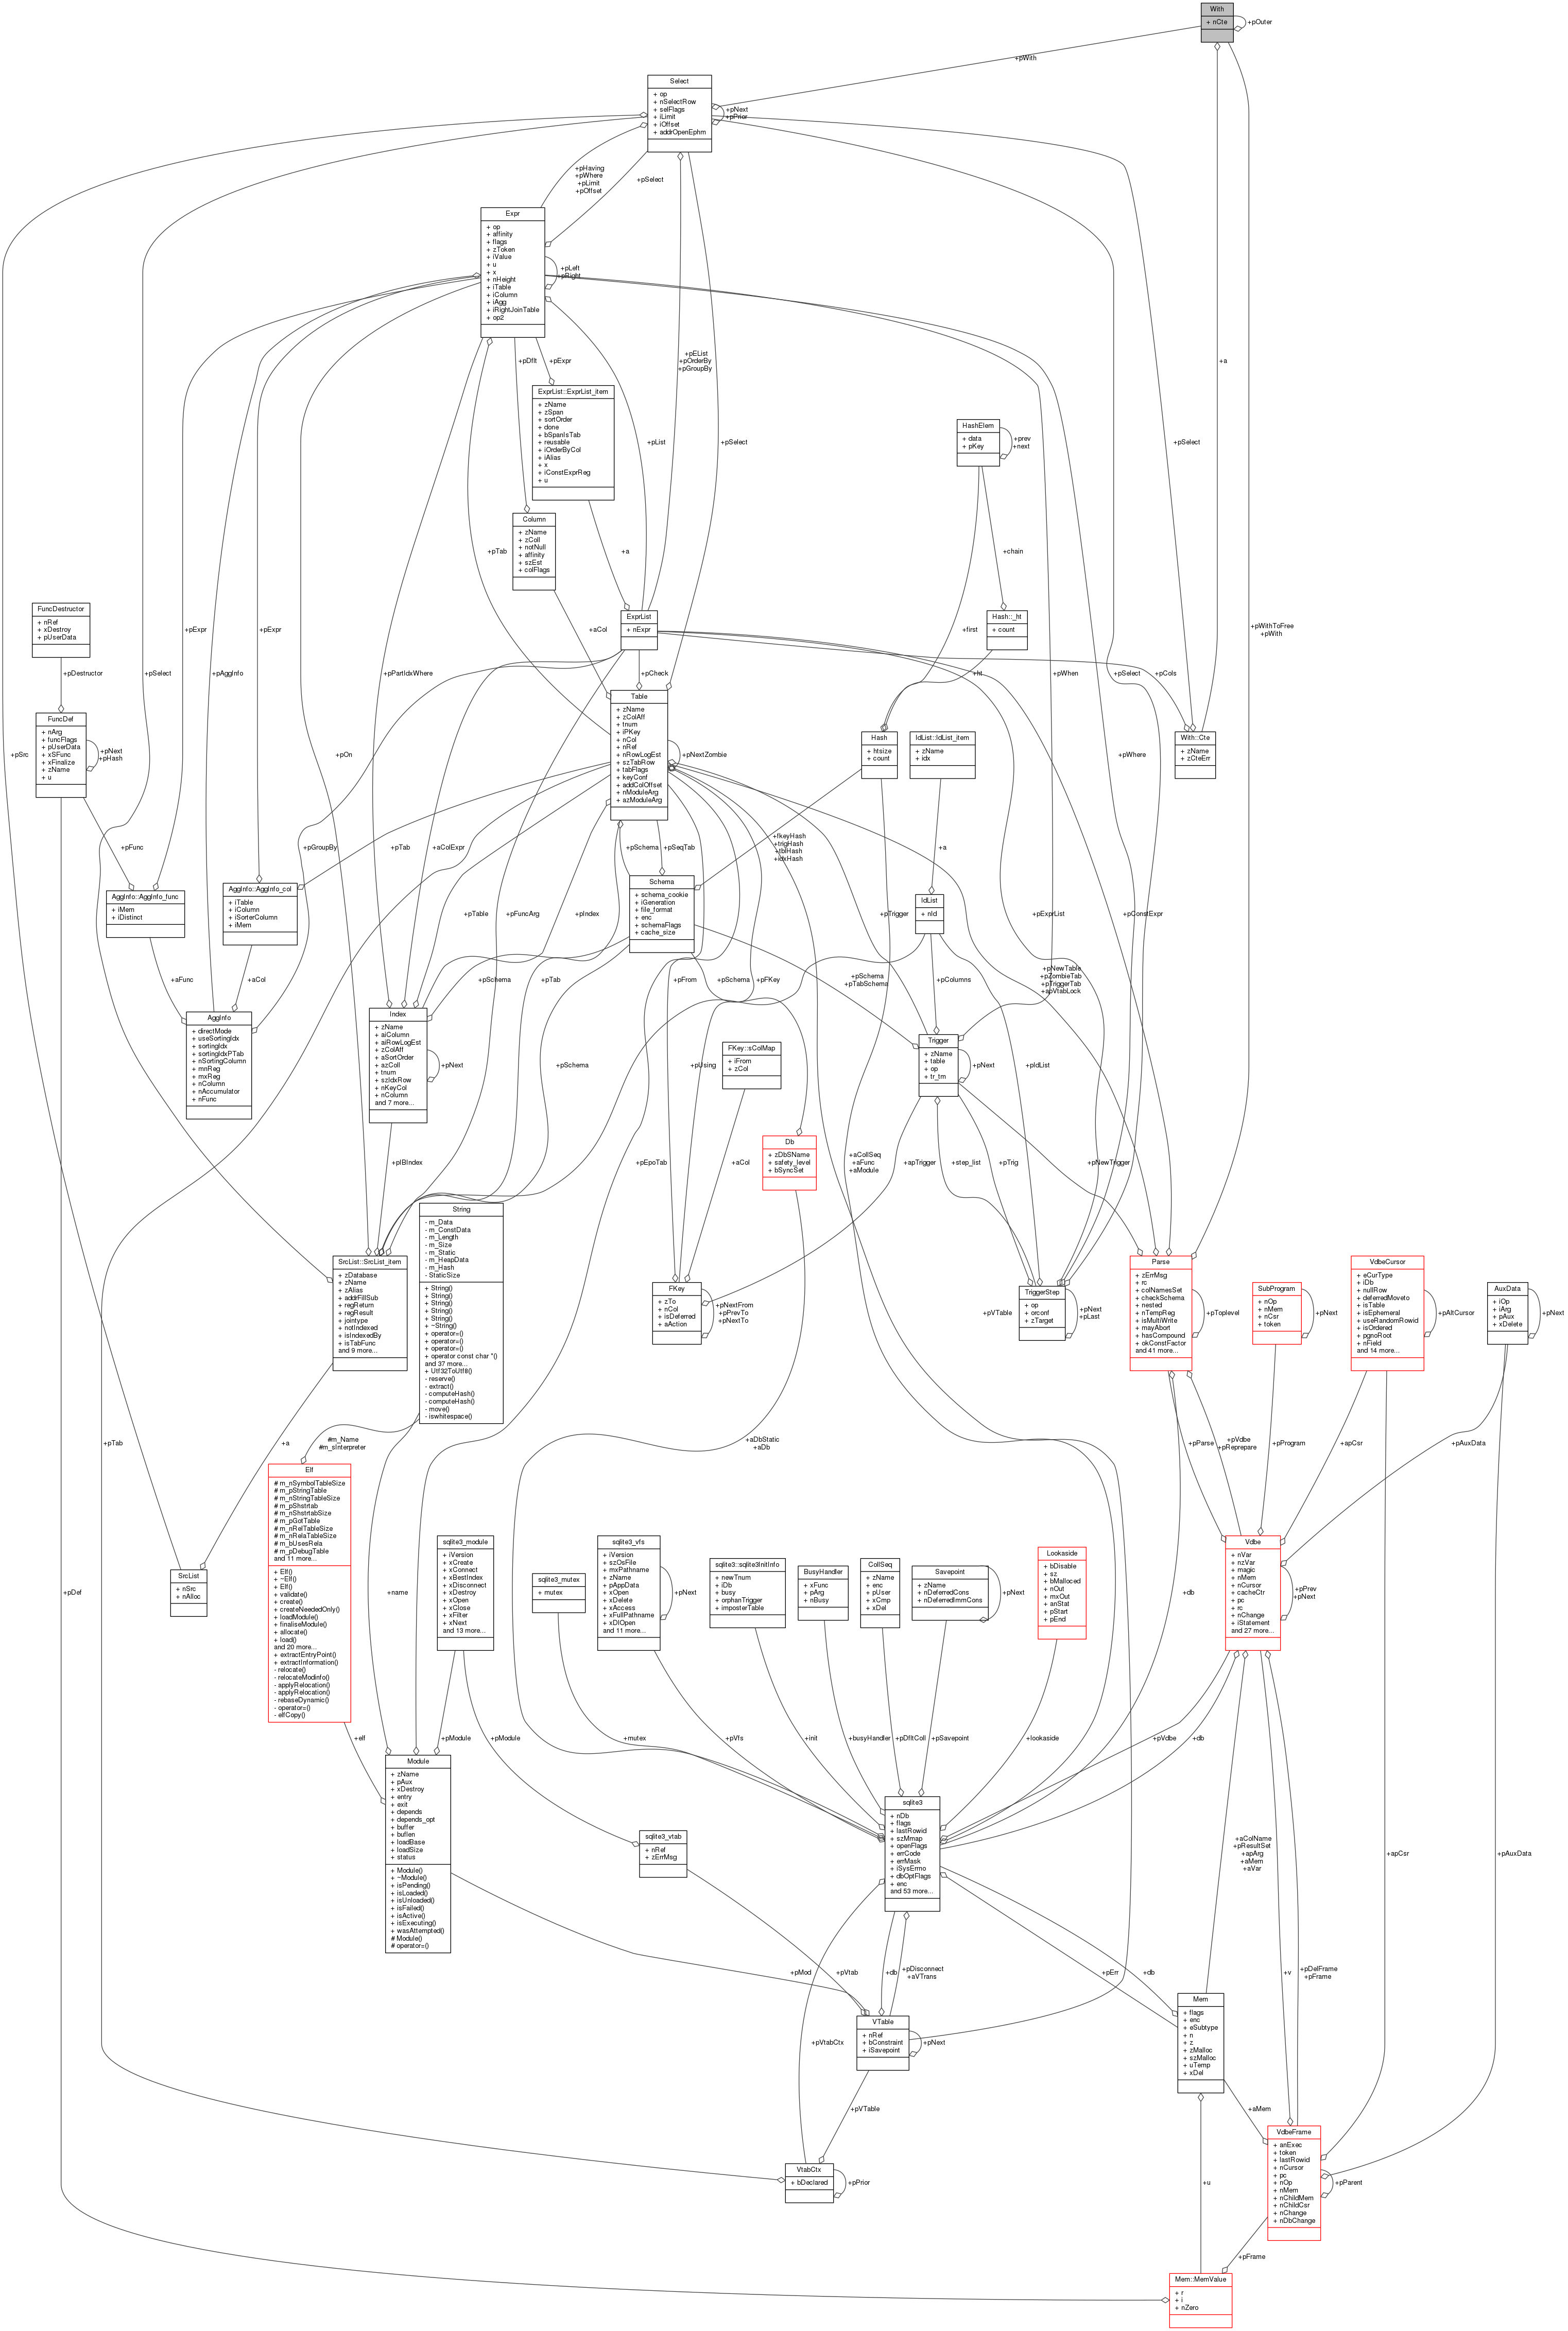 With
+ nCte
+pOuter
+pWith
Select
+ op
+ nSelectRow
+ selFlags
+ iLimit
+ iOffset
+ addrOpenEphm
+pNext
+pPrior
+pHaving
+pWhere
+pLimit
+pOffset
+pSelect
Expr
+ op
+ affinity
+ flags
+ zToken
+ iValue
+ u
+ x
+ nHeight
+ iTable
+ iColumn
+ iAgg
+ iRightJoinTable
+ op2
+pLeft
+pRight
+pEList
+pOrderBy
+pGroupBy
+a
+pDflt
+pExpr
ExprList::ExprList_item
+ zName
+ zSpan
+ sortOrder
+ done
+ bSpanIsTab
+ reusable
+ iOrderByCol
+ iAlias
+ x
+ iConstExprReg
+ u
+pList
+pSelect
+pSelect
HashElem
+ data
+ pKey
+prev
+next
Column
+ zName
+ zColl
+ notNull
+ affinity
+ szEst
+ colFlags
+pTab
+a
+chain
FuncDestructor
+ nRef
+ xDestroy
+ pUserData
+aCol
ExprList
+ nExpr
Hash::_ht
+ count
+first
+pExpr
+pExpr
+pWithToFree
+pWith
+pDestructor
+pSelect
+pAggInfo
+pPartIdxWhere
+pCheck
+ht
+pWhen
+pSelect
+pCols
FuncDef
+ nArg
+ funcFlags
+ pUserData
+ xSFunc
+ xFinalize
+ zName
+ u
+pNext
+pHash
+pSrc
+pOn
Table
+ zName
+ zColAff
+ tnum
+ iPKey
+ nCol
+ nRef
+ nRowLogEst
+ szTabRow
+ tabFlags
+ keyConf
+ addColOffset
+ nModuleArg
+ azModuleArg
+pNextZombie
Hash
+ htsize
+ count
IdList::IdList_item
+ zName
+ idx
+pWhere
With::Cte
+ zName
+ zCteErr
+pFunc
+pGroupBy
+pTab
+aColExpr
+pSchema
+pSeqTab
+fkeyHash
+trigHash
+tblHash
+idxHash
+a
AggInfo::AggInfo_func
+ iMem
+ iDistinct
AggInfo::AggInfo_col
+ iTable
+ iColumn
+ iSorterColumn
+ iMem
+pTable
+pFuncArg
+pIndex
Schema
+ schema_cookie
+ iGeneration
+ file_format
+ enc
+ schemaFlags
+ cache_size
+pTrigger
IdList
+ nId
+pExprList
+pConstExpr
+aFunc
+aCol
+pSchema
+pTab
+pFrom
+pSchema
+pFKey
+pSchema
+pTabSchema
+pColumns
+pNewTable
+pZombieTab
+pTriggerTab
+apVtabLock
AggInfo
+ directMode
+ useSortingIdx
+ sortingIdx
+ sortingIdxPTab
+ nSortingColumn
+ mnReg
+ mxReg
+ nColumn
+ nAccumulator
+ nFunc
Index
+ zName
+ aiColumn
+ aiRowLogEst
+ zColAff
+ aSortOrder
+ azColl
+ tnum
+ szIdxRow
+ nKeyCol
+ nColumn
and 7 more...
+pNext
+pSchema
+pUsing
FKey::sColMap
+ iFrom
+ zCol
Trigger
+ zName
+ table
+ op
+ tr_tm
+pNext
+pIdList
+pIBIndex
+pEpoTab
+aCol
Db
+ zDbSName
+ safety_level
+ bSyncSet
+aCollSeq
+aFunc
+aModule
+apTrigger
+step_list
+pTrig
+pNewTrigger
String
- m_Data
- m_ConstData
- m_Length
- m_Size
- m_Static
- m_HeapData
- m_Hash
- StaticSize
+ String()
+ String()
+ String()
+ String()
+ String()
+ ~String()
+ operator=()
+ operator=()
+ operator=()
+ operator const char *()
and 37 more...
+ Utf32ToUtf8()
- reserve()
- extract()
- computeHash()
- computeHash()
- move()
- iswhitespace()
SrcList::SrcList_item
+ zDatabase
+ zName
+ zAlias
+ addrFillSub
+ regReturn
+ regResult
+ jointype
+ notIndexed
+ isIndexedBy
+ isTabFunc
and 9 more...
FKey
+ zTo
+ nCol
+ isDeferred
+ aAction
+pNextFrom
+pPrevTo
+pNextTo
+pVTable
TriggerStep
+ op
+ orconf
+ zTarget
+pNext
+pLast
Parse
+ zErrMsg
+ rc
+ colNamesSet
+ checkSchema
+ nested
+ nTempReg
+ isMultiWrite
+ mayAbort
+ hasCompound
+ okConstFactor
and 41 more...
+pToplevel
SubProgram
+ nOp
+ nMem
+ nCsr
+ token
+pNext
VdbeCursor
+ eCurType
+ iDb
+ nullRow
+ deferredMoveto
+ isTable
+ isEphemeral
+ useRandomRowid
+ isOrdered
+ pgnoRoot
+ nField
and 14 more...
+pAltCursor
AuxData
+ iOp
+ iArg
+ pAux
+ xDelete
+pNext
+pTab
+a
#m_Name
#m_sInterpreter
+aDbStatic
+aDb
+pParse
+pVdbe
+pReprepare
+pProgram
+apCsr
+pAuxData
Elf
# m_nSymbolTableSize
# m_pStringTable
# m_nStringTableSize
# m_pShstrtab
# m_nShstrtabSize
# m_pGotTable
# m_nRelTableSize
# m_nRelaTableSize
# m_bUsesRela
# m_pDebugTable
and 11 more...
+ Elf()
+ ~Elf()
+ Elf()
+ validate()
+ create()
+ createNeededOnly()
+ loadModule()
+ finaliseModule()
+ allocate()
+ load()
and 20 more...
+ extractEntryPoint()
+ extractInformation()
- relocate()
- relocateModinfo()
- applyRelocation()
- applyRelocation()
- rebaseDynamic()
- operator=()
- elfCopy()
+pDef
SrcList
+ nSrc
+ nAlloc
+name
sqlite3_module
+ iVersion
+ xCreate
+ xConnect
+ xBestIndex
+ xDisconnect
+ xDestroy
+ xOpen
+ xClose
+ xFilter
+ xNext
and 13 more...
sqlite3_mutex
+ mutex
sqlite3_vfs
+ iVersion
+ szOsFile
+ mxPathname
+ zName
+ pAppData
+ xOpen
+ xDelete
+ xAccess
+ xFullPathname
+ xDlOpen
and 11 more...
+pNext
sqlite3::sqlite3InitInfo
+ newTnum
+ iDb
+ busy
+ orphanTrigger
+ imposterTable
BusyHandler
+ xFunc
+ pArg
+ nBusy
CollSeq
+ zName
+ enc
+ pUser
+ xCmp
+ xDel
Savepoint
+ zName
+ nDeferredCons
+ nDeferredImmCons
+pNext
Lookaside
+ bDisable
+ sz
+ bMalloced
+ nOut
+ mxOut
+ anStat
+ pStart
+ pEnd
+db
Vdbe
+ nVar
+ nzVar
+ magic
+ nMem
+ nCursor
+ cacheCtr
+ pc
+ rc
+ nChange
+ iStatement
and 27 more...
+pPrev
+pNext
+elf
+pModule
+pModule
+mutex
+pVfs
+init
+busyHandler
+pDfltColl
+pSavepoint
+lookaside
+pVdbe
+db
Module
+ zName
+ pAux
+ xDestroy
+ entry
+ exit
+ depends
+ depends_opt
+ buffer
+ buflen
+ loadBase
+ loadSize
+ status
+ Module()
+ ~Module()
+ isPending()
+ isLoaded()
+ isUnloaded()
+ isFailed()
+ isActive()
+ isExecuting()
+ wasAttempted()
# Module()
# operator=()
sqlite3_vtab
+ nRef
+ zErrMsg
sqlite3
+ nDb
+ flags
+ lastRowid
+ szMmap
+ openFlags
+ errCode
+ errMask
+ iSysErrno
+ dbOptFlags
+ enc
and 53 more...
+aColName
+pResultSet
+apArg
+aMem
+aVar
+apCsr
+pAuxData
+pMod
+pVtab
+db
+pDisconnect
+aVTrans
+pErr
+db
+v
+pDelFrame
+pFrame
Mem
+ flags
+ enc
+ eSubtype
+ n
+ z
+ zMalloc
+ szMalloc
+ uTemp
+ xDel
+pVtabCtx
VTable
+ nRef
+ bConstraint
+ iSavepoint
+pNext
+pVTable
+aMem
VdbeFrame
+ anExec
+ token
+ lastRowid
+ nCursor
+ pc
+ nOp
+ nMem
+ nChildMem
+ nChildCsr
+ nChange
+ nDbChange
+pParent
VtabCtx
+ bDeclared
+pPrior
+u
+pFrame
Mem::MemValue
+ r
+ i
+ nZero